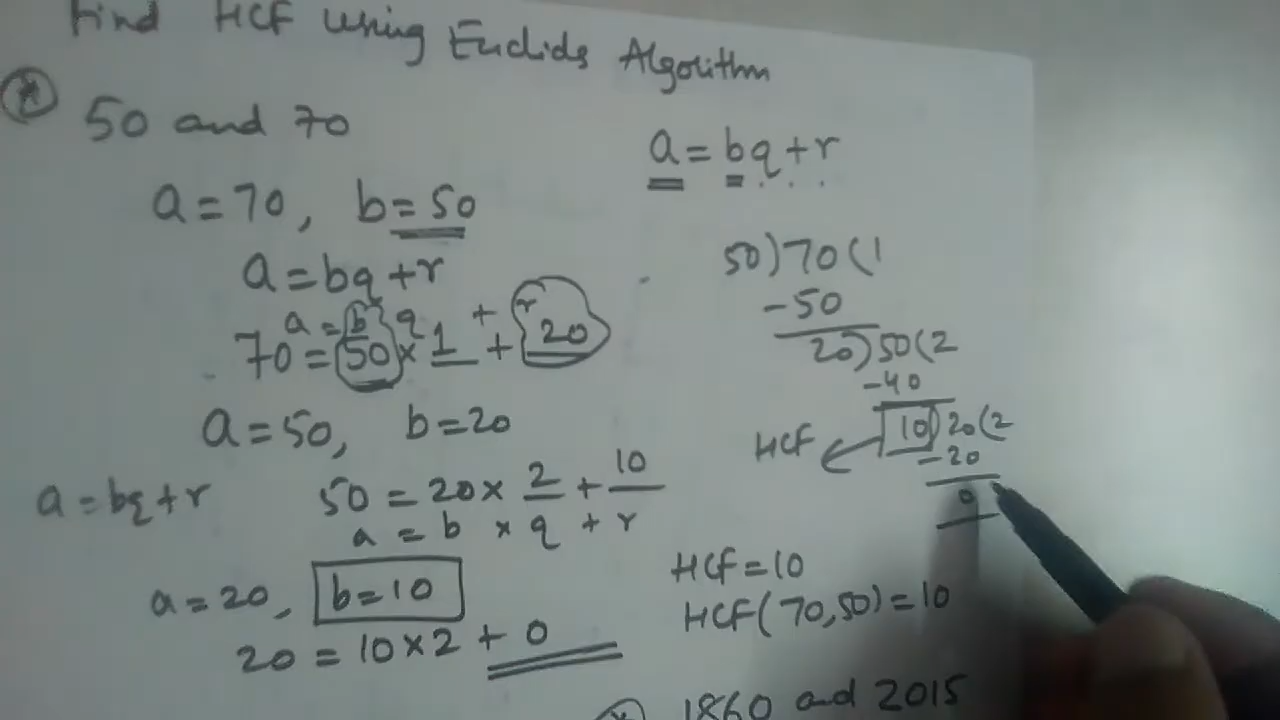 Find HCF using Euclids Algorithm
50 and 70
a = 70, b = 50
a = bq + r
a = b q + r
70 = 50 × 1 + 20
a = 50, b = 20
a = bq + r
50 = 20 × 2 + 10
a = b × q + r
a = 20, b = 10
20 = 10 × 2 + 0
a = bq + r
50)70(1
-50
20)50(2
-40
HCF
10)20(2
-20
0
HCF = 10
HCF(70,50) = 10
1860 and 2015